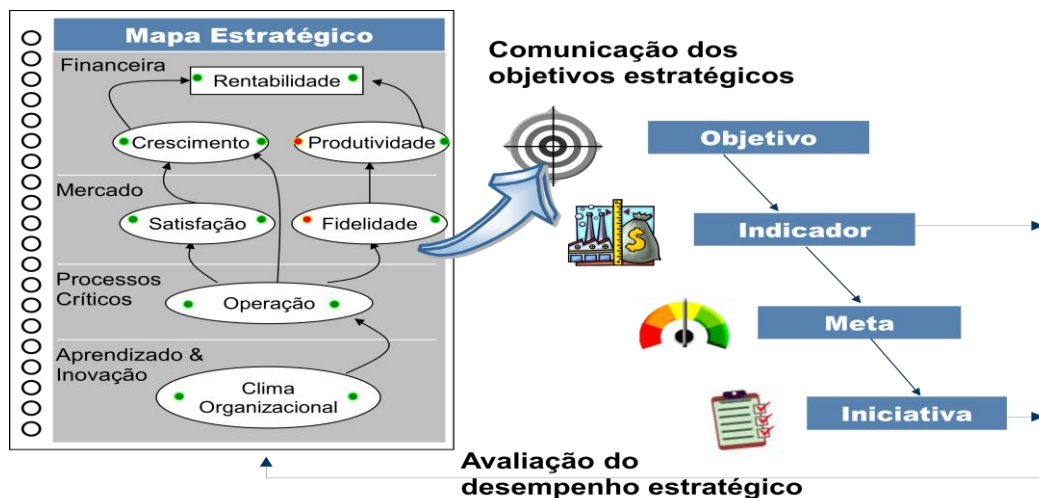 Mapa Estratégico
Financeira
Rentabilidade
Crescimento
Produtividade
Mercado
Satisfação
Fidelidade
Processos
Críticos
Operação
Aprendizado &
Inovação
Clima
Organizacional
Comunicação dos
objetivos estratégicos
Objetivo
Indicador
$
Meta
Iniciativa
Avaliação do
desempenho estratégico